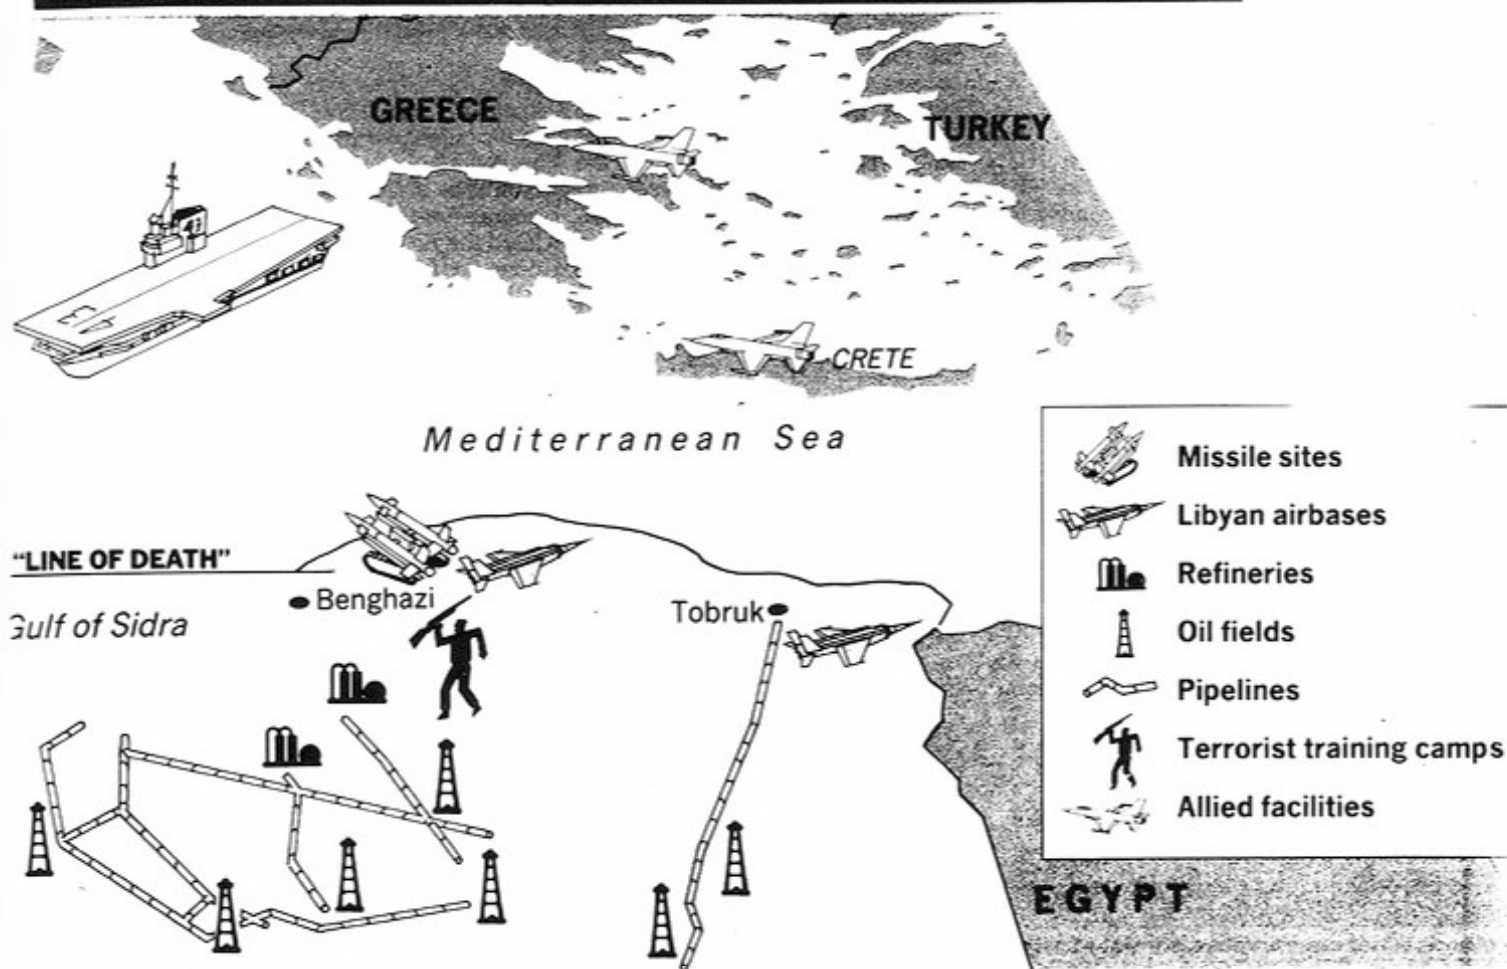 GREECE
TURKEY
43
CRETE
Mediterranean Sea
"LINE OF DEATH"
Benghazi
Gulf of Sidra
Tobruk
EGYPT
Missile sites
Libyan airbases
Refineries
Oil fields
Pipelines
Terrorist training camps
Allied facilities